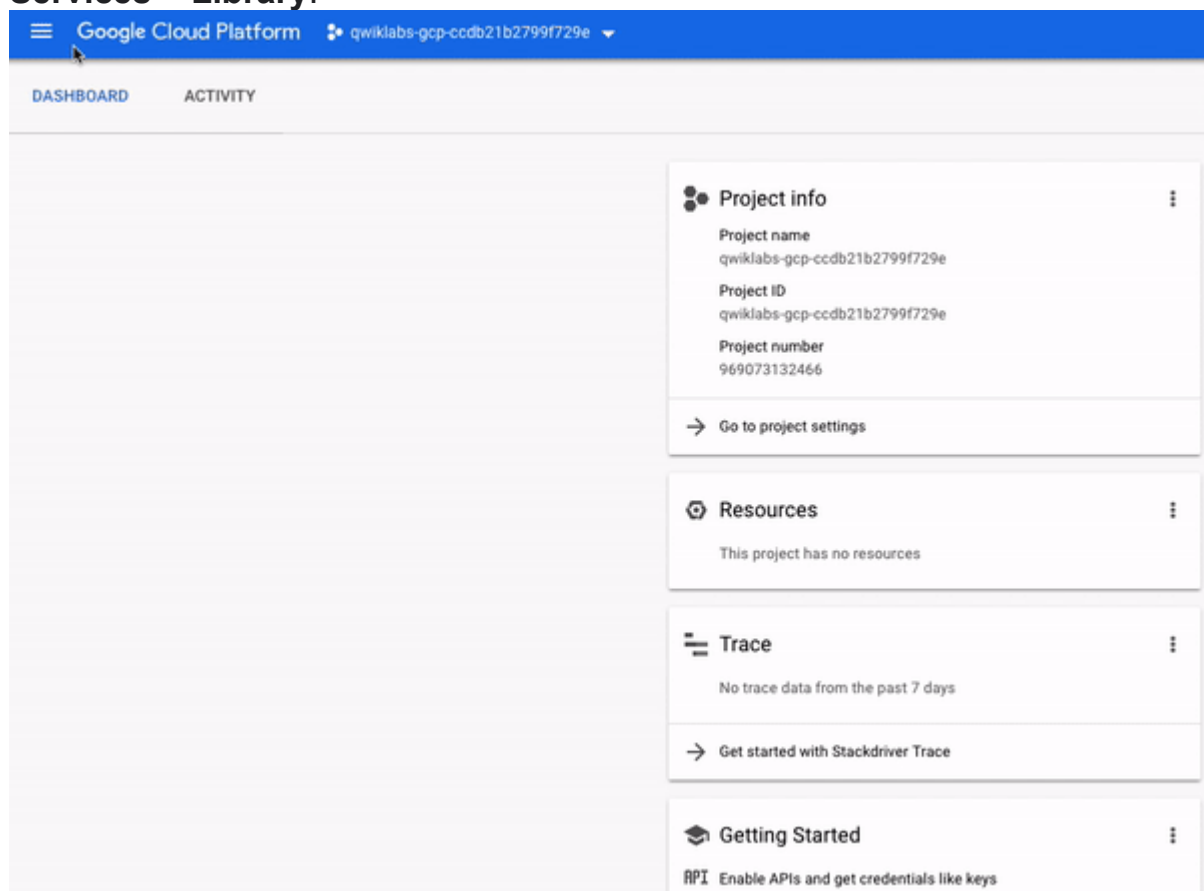 Services Library.
Google Cloud Platform qwiklabs-gcp-ccdb21b2799f729e
DASHBOARD ACTIVITY
Project info
Project name
qwiklabs-gcp-ccdb21b2799f729e
Project ID
qwiklabs-gcp-ccdb21b2799f729e
Project number
969073132466
Go to project settings
Resources
This project has no resources
Trace
No trace data from the past 7 days
Get started with Stackdriver Trace
Getting Started
API Enable APIs and get credentials like keys